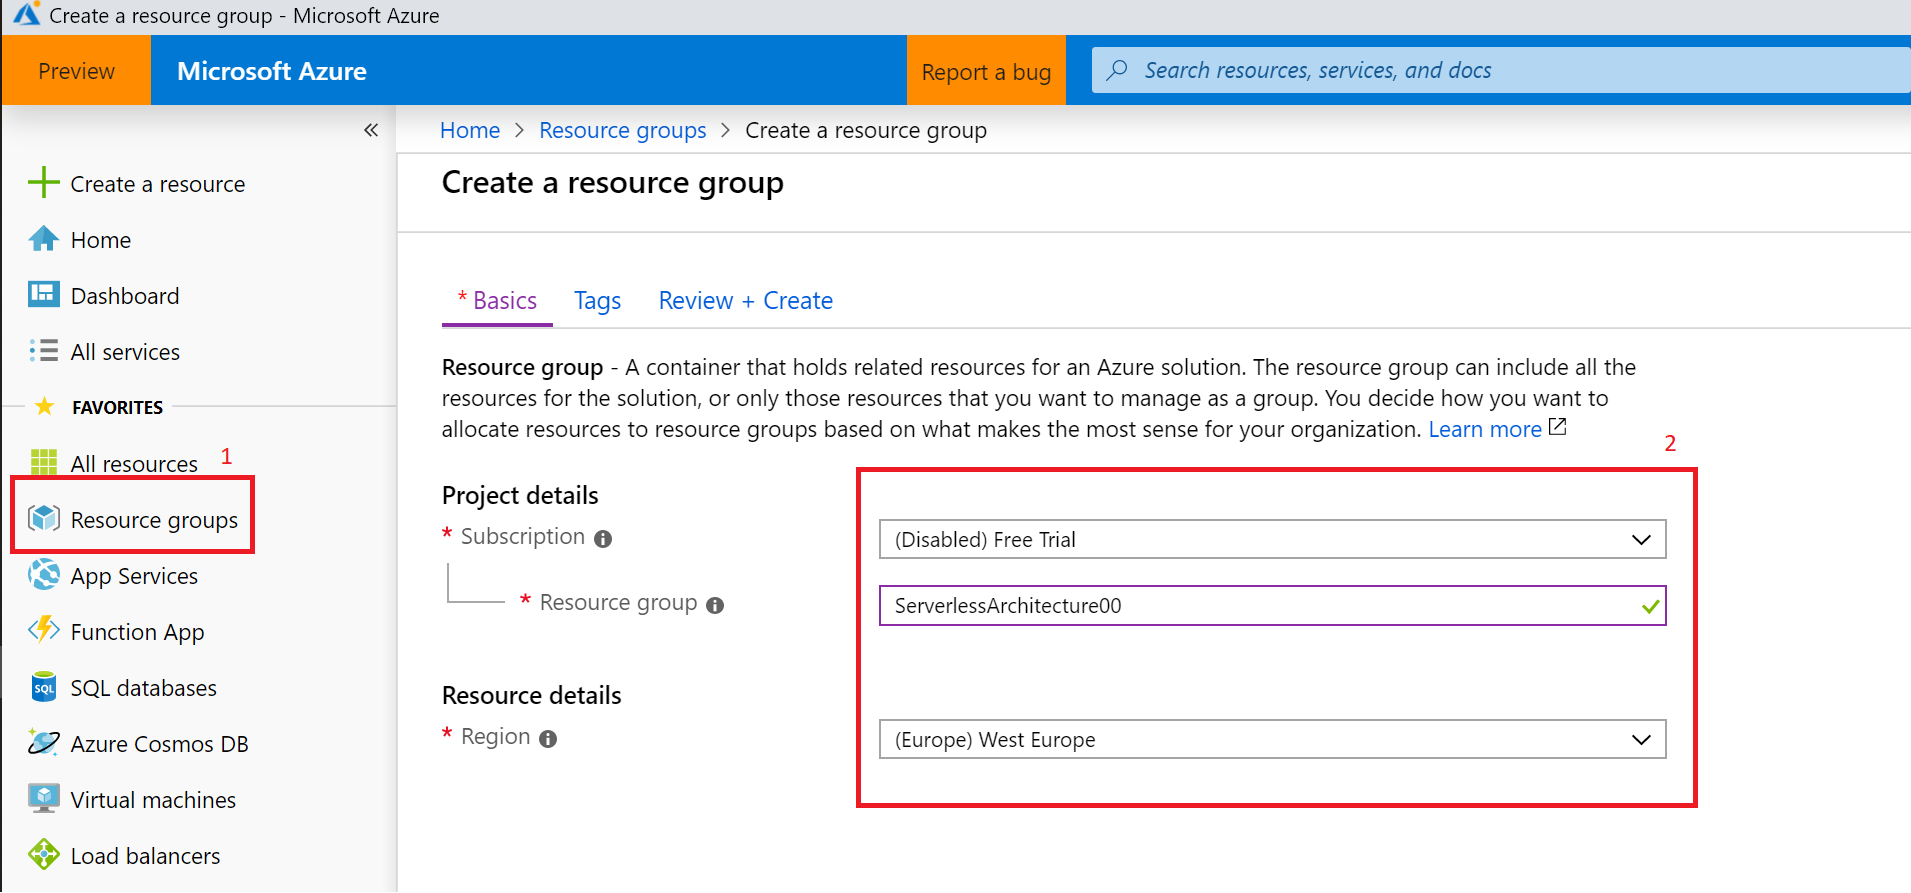 Create a resource group - Microsoft Azure
Preview
Microsoft Azure
Report a bug
Search resources, services, and docs
«
Create a resource
Home
Dashboard
All services
FAVORITES
All resources
1
Resource groups
App Services
Function App
SQL databases
SQL
Azure Cosmos DB
Virtual machines
Load balancers
Home > Resource groups > Create a resource group
Create a resource group
* Basics Tags Review + Create
Resource group - A container that holds related resources for an Azure solution. The resource group can include all the
resources for the solution, or only those resources that you want to manage as a group. You decide how you want to
allocate resources to resource groups based on what makes the most sense for your organization. Learn more
2
Project details
* Subscription
(Disabled) Free Trial
* Resource group
ServerlessArchitecture00
Resource details
* Region
(Europe) West Europe